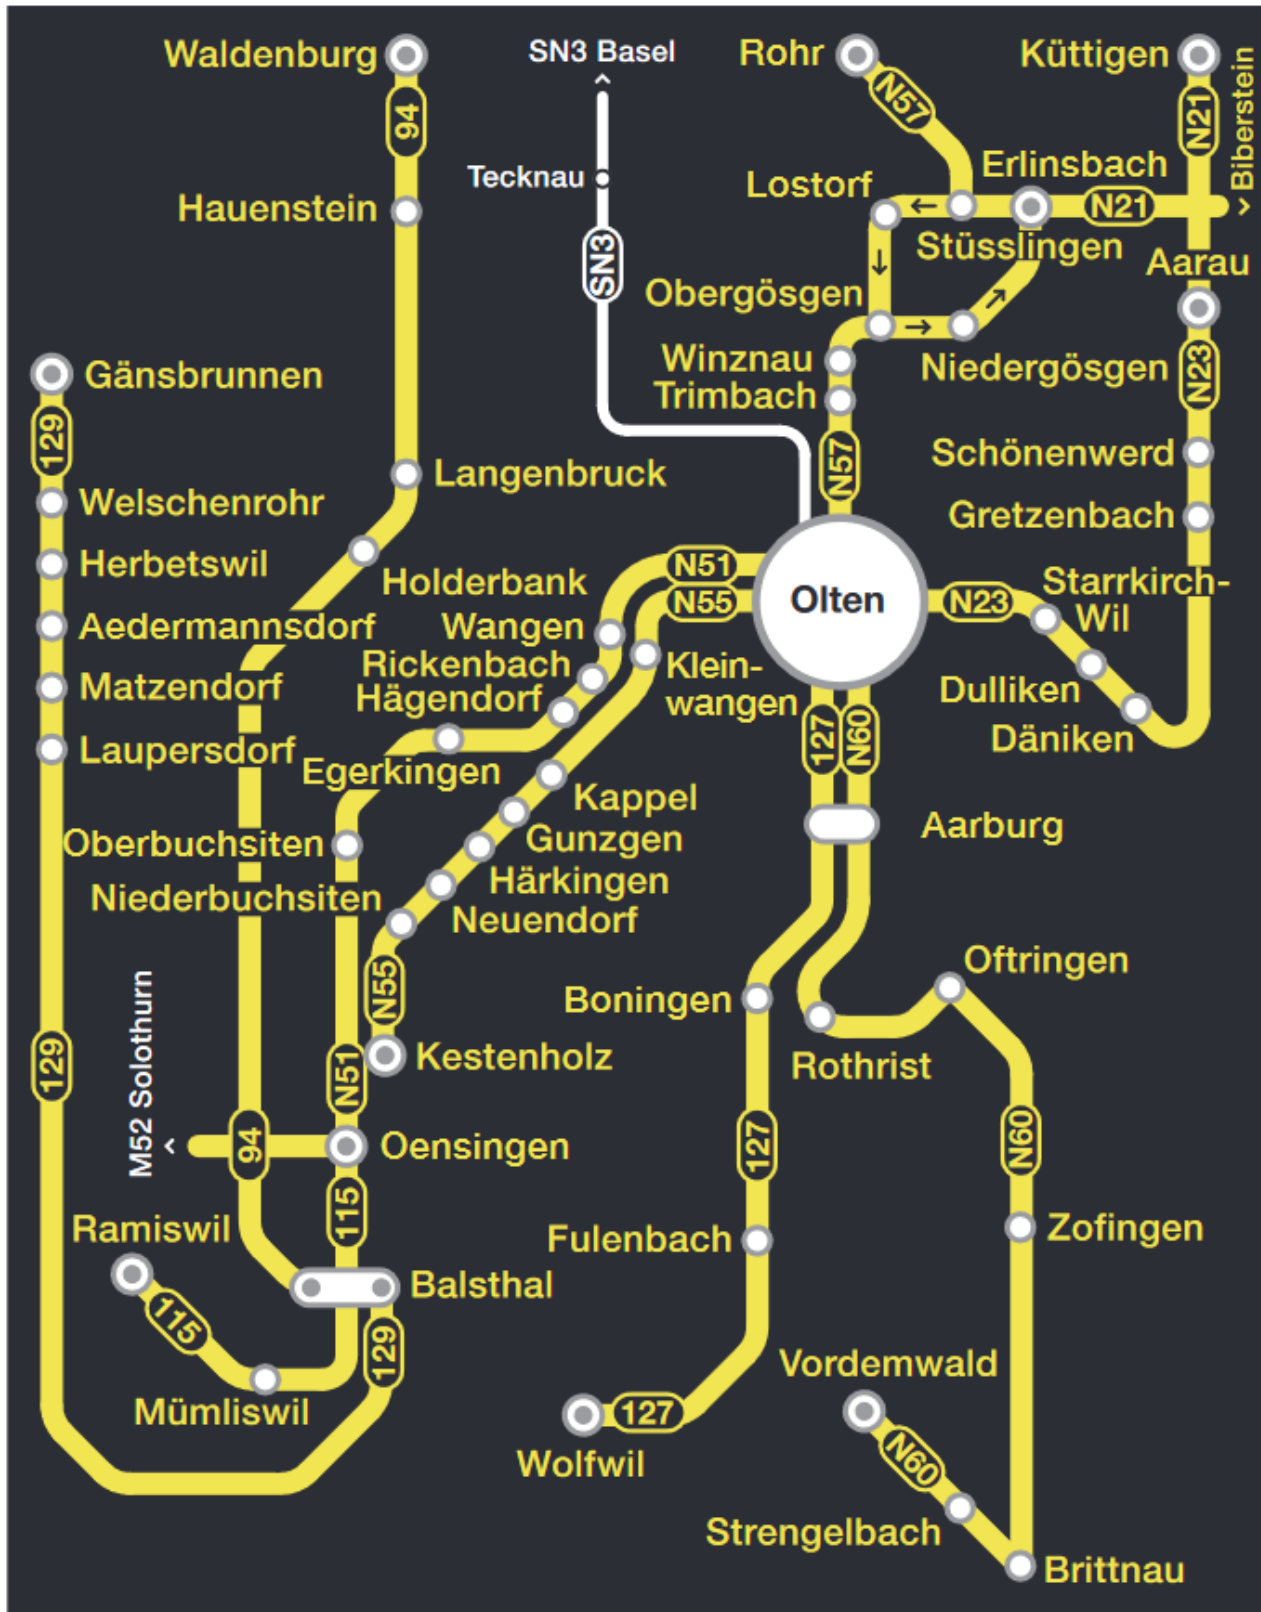 Waldenburg
SN3 Basel
Rohr
Küttigen
94
N57
N21
Biberstein
Tecknau
Erlinsbach
Lostorf
Hauenstein
N21
SN3
Stüsslingen
Aarau
Obergösgen
Winznau
Niedergösgen
N23
Gänsbrunnen
Trimbach
129
Schönenwerd
N57
Langenbruck
Welschenrohr
Gretzenbach
Herbetswil
N51
Holderbank
N55
Olten
N23
Starrkirch-
Wil
Aedermannsdorf
Wangen
Rickenbach
Klein-
wangen
Matzendorf
Hägendorf
Dulliken
Däniken
127
N60
Laupersdorf
Egerkingen
Kappel
Aarburg
Oberbuchsiten
Gunzgen
Härkingen
Niederbuchsiten
Neuendorf
Oftringen
M52 Solothurn
N55
Boningen
129
N51
Kestenholz
Rothrist
94
Oensingen
127
N60
115
Ramiswil
Fulenbach
Zofingen
Balsthal
115
129
Vordemwald
Mümliswil
127
Wolfwil
N60
Strengelbach
Brittnau